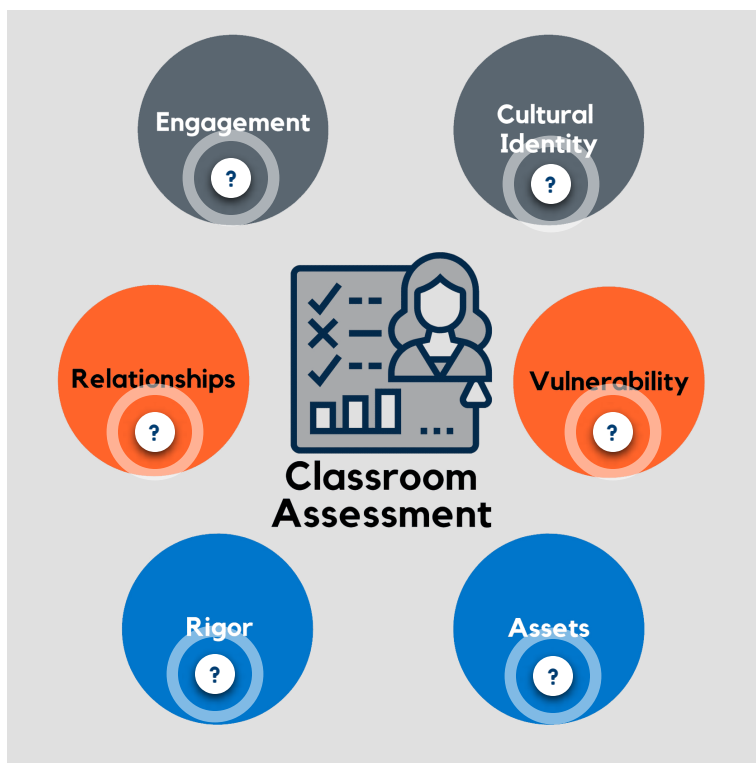 Engagement
?
Cultural
Identity
?
Relationships
?
Vulnerability
?
Classroom
Assessment
Rigor
?
Assets
?